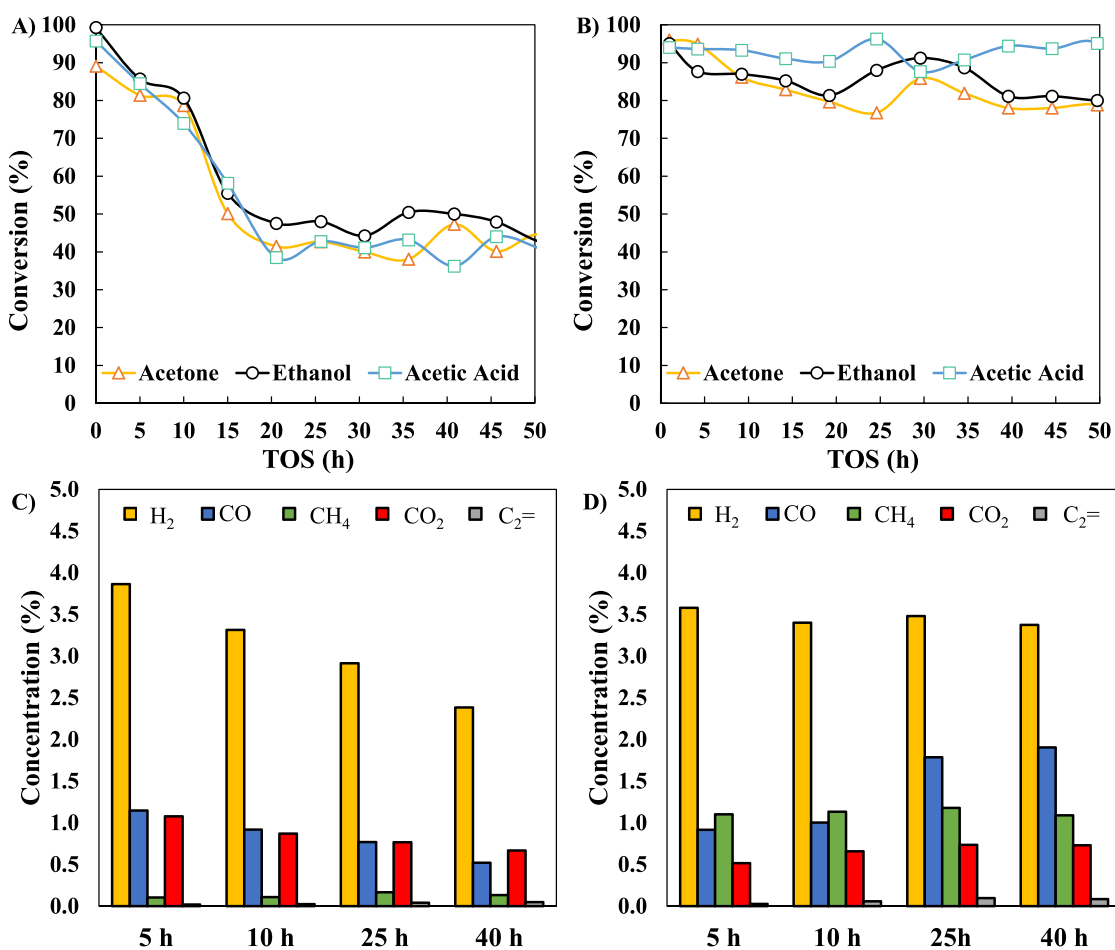 A)
100
90
80
70
60
50
40
30
20
10
0
Conversion (%)
Acetone Ethanol Acetic Acid
0 5 10 15 20 25 30 35 40 45 50
TOS (h)
B)
100
90
80
70
60
50
40
30
20
10
0
Conversion (%)
Acetone Ethanol Acetic Acid
0 5 10 15 20 25 30 35 40 45 50
TOS (h)
C)
5.0
4.5
4.0
3.5
3.0
2.5
2.0
1.5
1.0
0.5
0.0
Concentration (%)
H₂ CO CH₄ CO₂ C₂=
5 h 10 h 25 h 40 h
D)
5.0
4.5
4.0
3.5
3.0
2.5
2.0
1.5
1.0
0.5
0.0
Concentration (%)
H₂ CO CH₄ CO₂ C₂=
5 h 10 h 25h 40 h